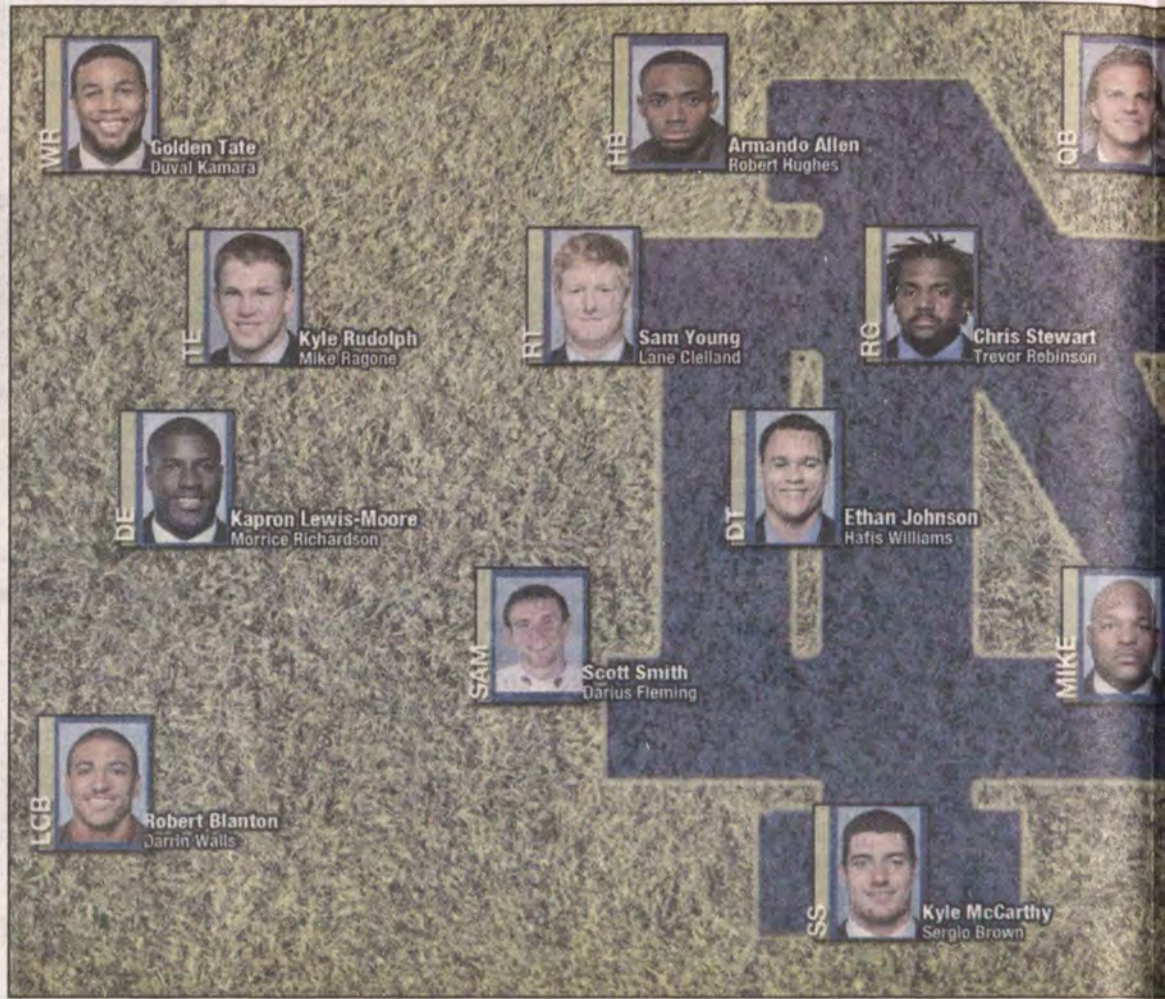 WR
Golden Tate
Duval Kamara
HB
Armando Allen
Robert Hughes
QB
TE
Kyle Rudolph
Mike Ragone
RT
Sam Young
Lane Clelland
RG
Chris Stewart
Trevor Robinson
DE
Kapron Lewis-Moore
Morrice Richardson
DT
Ethan Johnson
Hafis Williams
SAM
Scott Smith
Darius Fleming
MIKE
LCB
Robert Blanton
Darrin Walls
SS
Kyle McCarthy
Sergio Brown